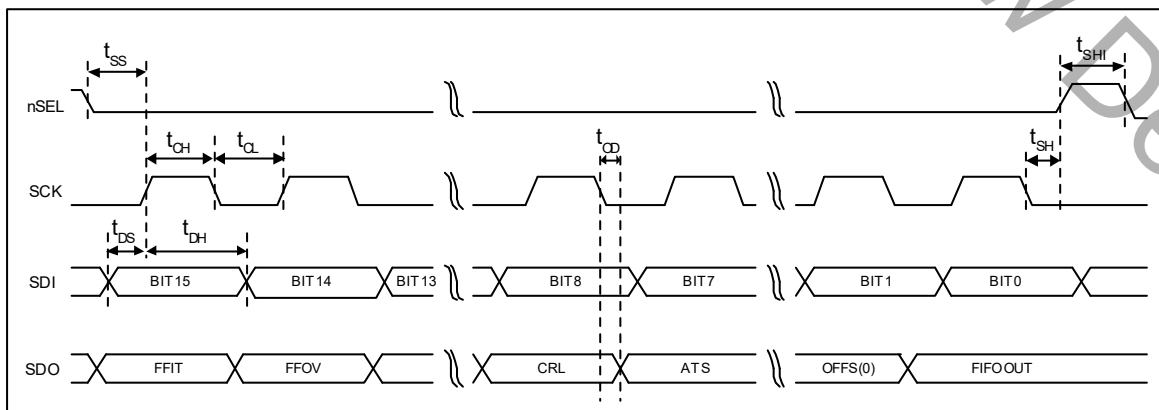 N De
tSS
tSHI
nSEL
tCH
tCL
tOD
tSH
SCK
tDS
tDH
SDI
BIT15
BIT14
BIT13
BIT8
BIT7
BIT1
BIT0
SDO
FFIT
FFOV
CRL
ATS
OFFS(0)
FIFOOUT